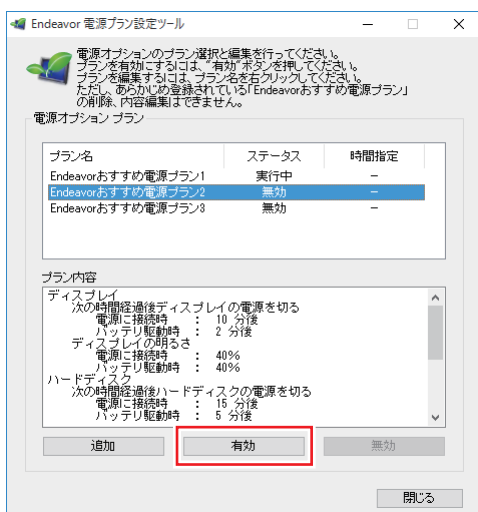 Endeavor 電源プラン設定ツール
電源オプションのプラン選択と編集を行ってください。
プランを有効にするには、"有効"ボタンを押してください。
プランを編集するには、プラン名を右クリックしてください。
ただし、あらかじめ登録されている「Endeavorおすすめ電源プラン」
の削除、内容編集はできません。
電源オプション プラン
プラン名 ステータス 時間指定
Endeavorおすすめ電源プラン1 実行中 －
Endeavorおすすめ電源プラン2 無効 －
Endeavorおすすめ電源プラン3 無効 －
プラン内容
ディスプレイ
次の時間経過後ディスプレイの電源を切る
電源に接続時 : 10 分後
バッテリ駆動時 : 2 分後
ディスプレイの明るさ
電源に接続時 : 40%
バッテリ駆動時 : 40%
ハードディスク
次の時間経過後ハードディスクの電源を切る
電源に接続時 : 15 分後
バッテリ駆動時 : 5 分後
追加 有効 無効
閉じる